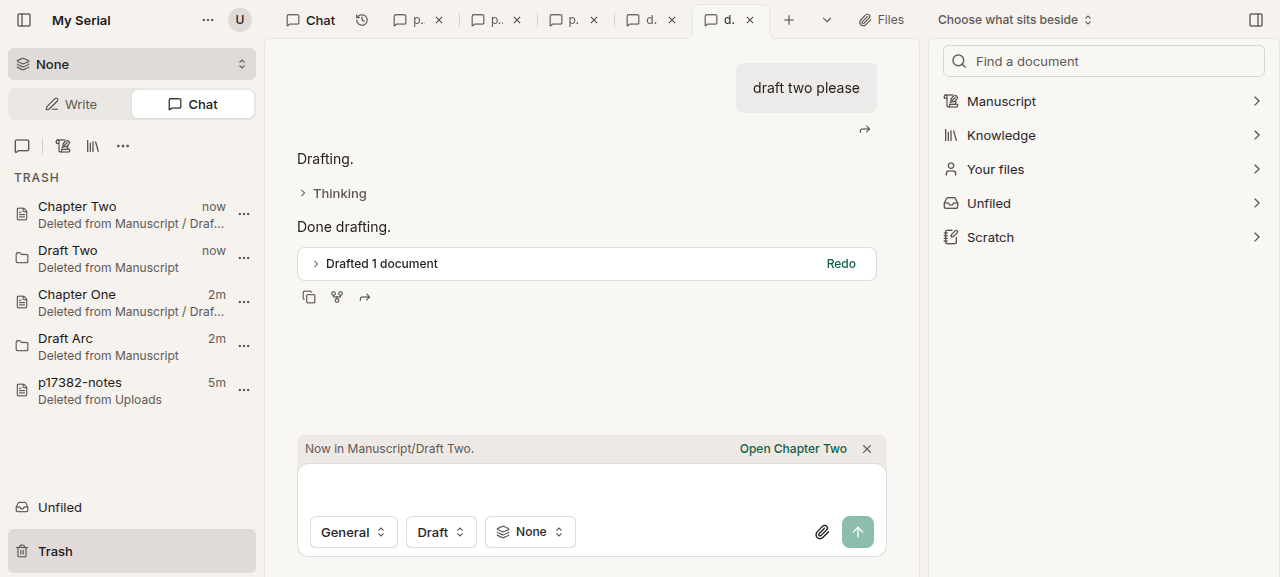 My Serial
U
None
Write
Chat
TRASH
Chapter Two
now
Deleted from Manuscript / Draf...
Draft Two
now
Deleted from Manuscript
Chapter One
2m
Deleted from Manuscript / Draf...
Draft Arc
2m
Deleted from Manuscript
p17382-notes
5m
Deleted from Uploads
Unfiled
Trash
Chat
p..
p..
p.
d.
d.
Files
draft two please
Drafting.
Thinking
Done drafting.
Drafted 1 document
Redo
Now in Manuscript/Draft Two.
Open Chapter Two
General
Draft
None
Choose what sits beside
Find a document
Manuscript
Knowledge
Your files
Unfiled
Scratch